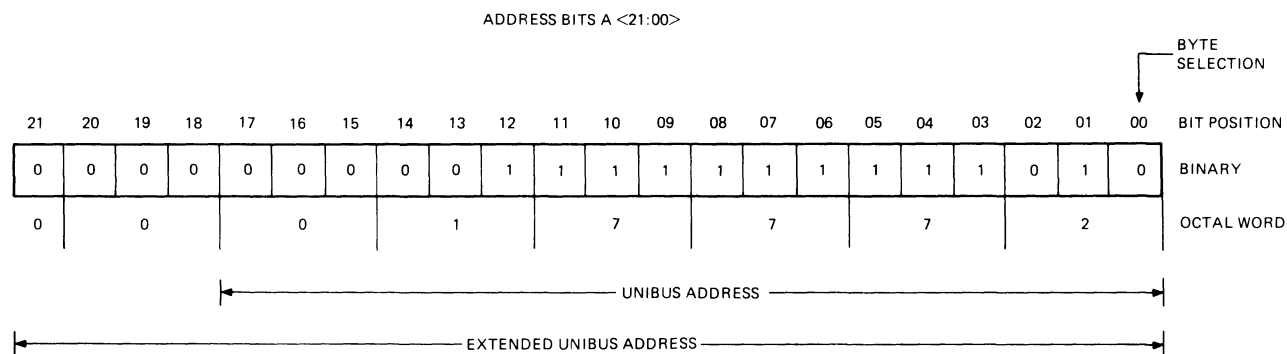 ADDRESS BITS A <21:00>
BYTE
SELECTION
21 20 19 18 17 16 15 14 13 12 11 10 09 08 07 06 05 04 03 02 01 00 BIT POSITION
0 0 0 0 0 0 0 0 0 1 1 1 1 1 1 1 1 1 1 0 1 0 BINARY
0 0 0 1 7 7 7 2 OCTAL WORD
UNIBUS ADDRESS
EXTENDED UNIBUS ADDRESS